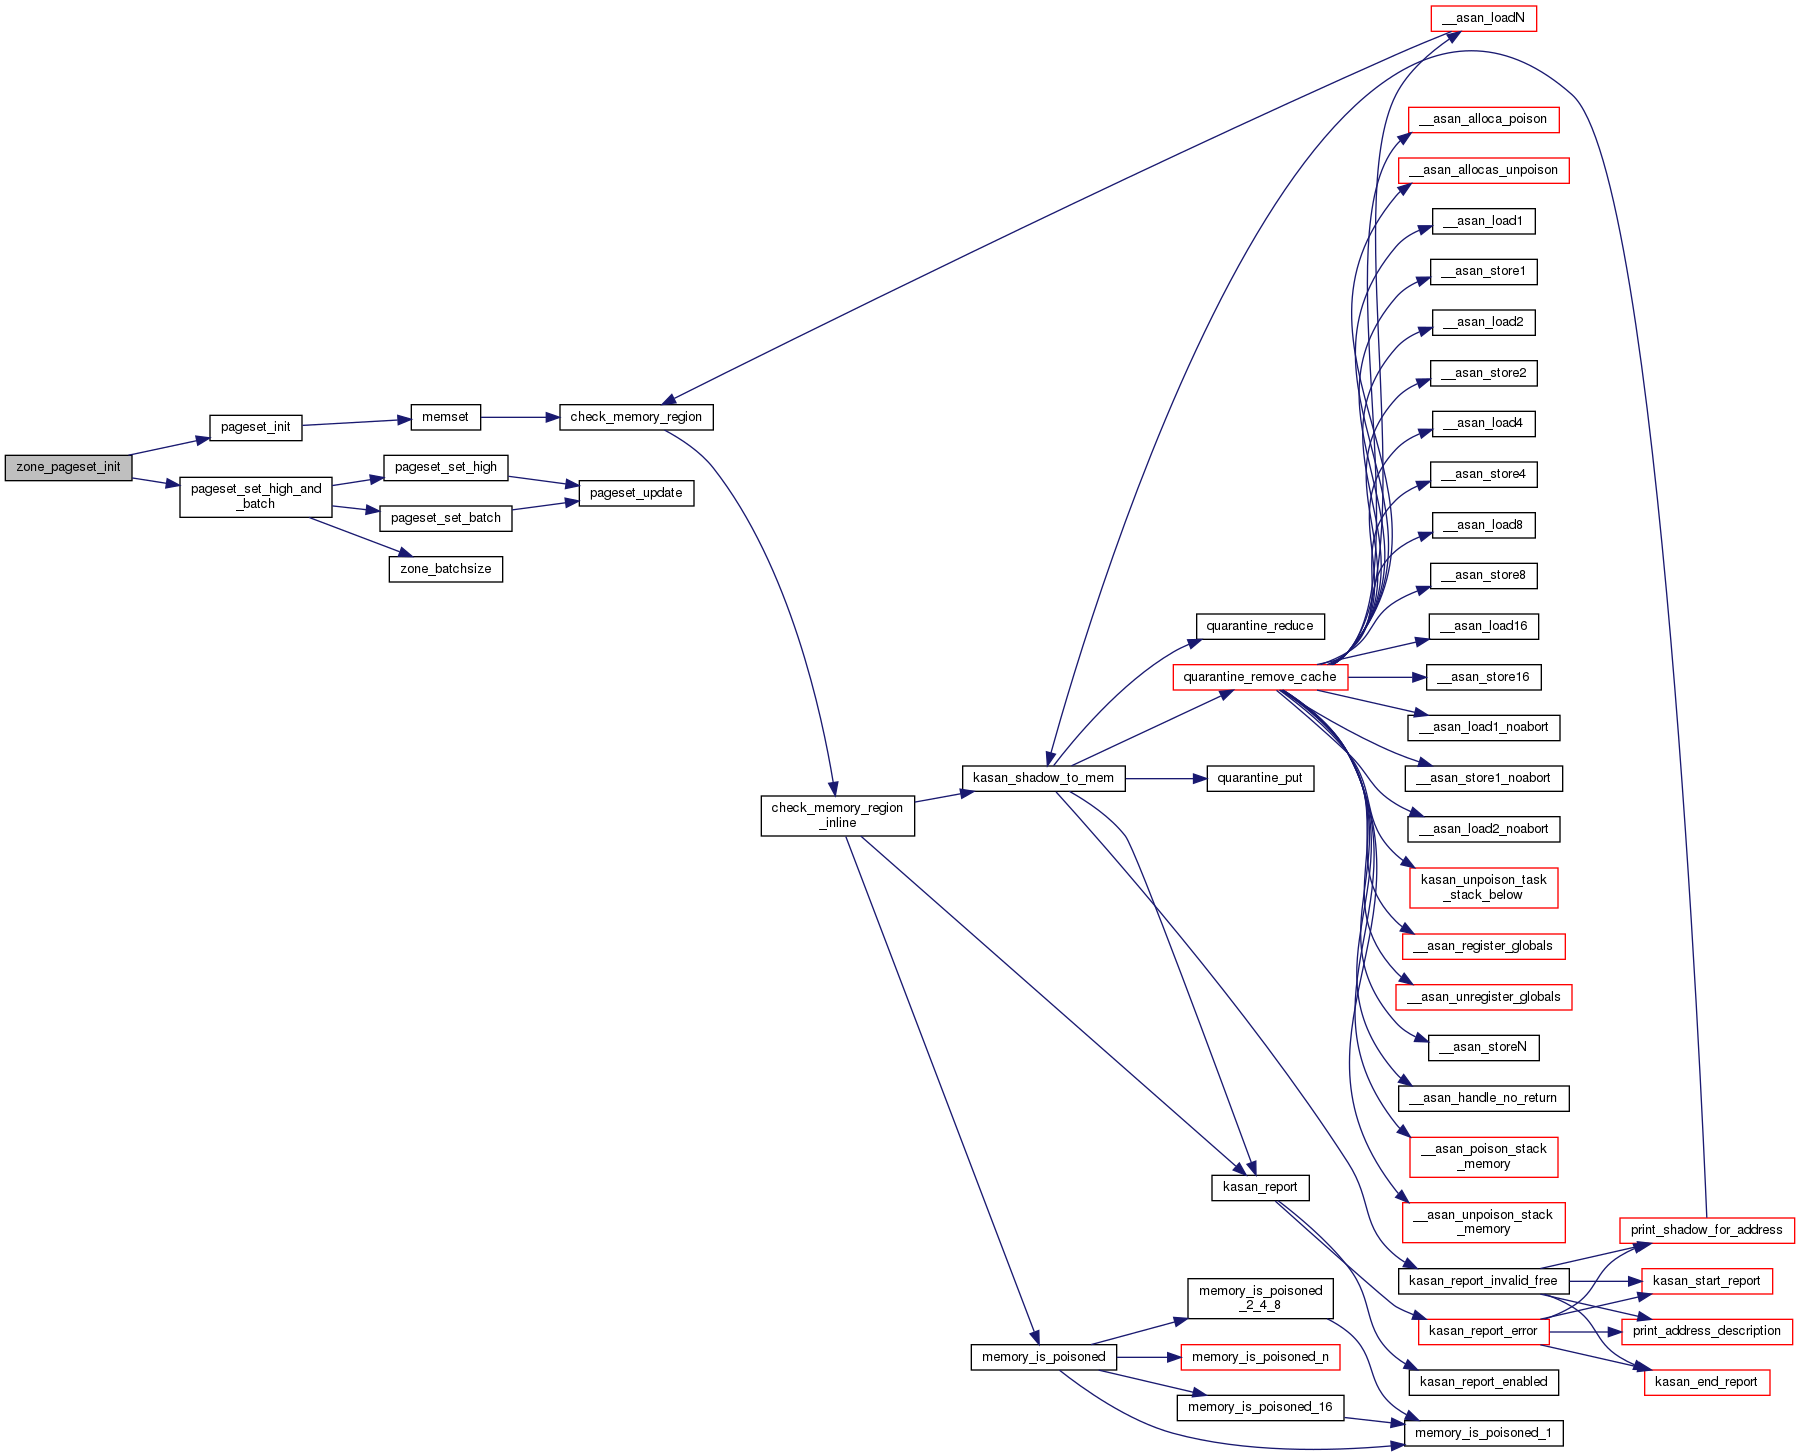 __asan_loadN
__asan_alloca_poison
__asan_allocas_unpoison
__asan_load1
__asan_store1
__asan_load2
__asan_store2
__asan_load4
__asan_store4
__asan_load8
__asan_store8
__asan_load16
__asan_store16
__asan_load1_noabort
__asan_store1_noabort
__asan_load2_noabort
kasan_unpoison_task
_stack_below
__asan_register_globals
__asan_unregister_globals
__asan_storeN
__asan_handle_no_return
__asan_poison_stack
_memory
__asan_unpoison_stack
_memory
zone_pageset_init
pageset_init
pageset_set_high_and
_batch
memset
pageset_set_high
pageset_set_batch
zone_batchsize
check_memory_region
pageset_update
check_memory_region
_inline
kasan_shadow_to_mem
quarantine_reduce
quarantine_remove_cache
quarantine_put
kasan_report
memory_is_poisoned
memory_is_poisoned
_2_4_8
memory_is_poisoned_n
memory_is_poisoned_16
memory_is_poisoned_1
kasan_report_invalid_free
kasan_report_error
kasan_report_enabled
print_shadow_for_address
kasan_start_report
print_address_description
kasan_end_report